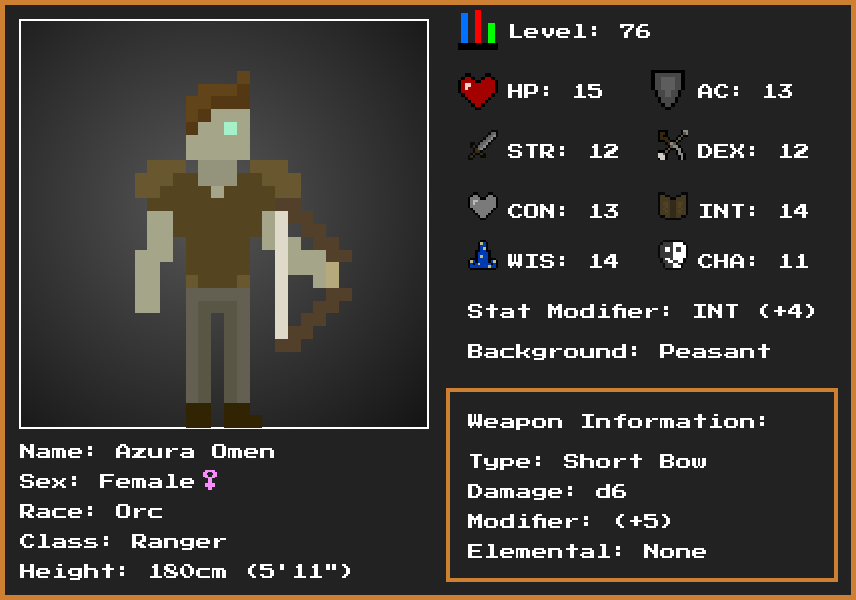 Level: 76
HP: 15 AC: 13
STR: 12 DEX: 12
CON: 13 INT: 14
WIS: 14 CHA: 11
Stat Modifier: INT (+4)
Background: Peasant
Weapon Information:
Type: Short Bow
Damage: d6
Modifier: (+5)
Elemental: None
Name: Azura Omen
Sex: Female♀
Race: Orc
Class: Ranger
Height: 180cm (5'11")